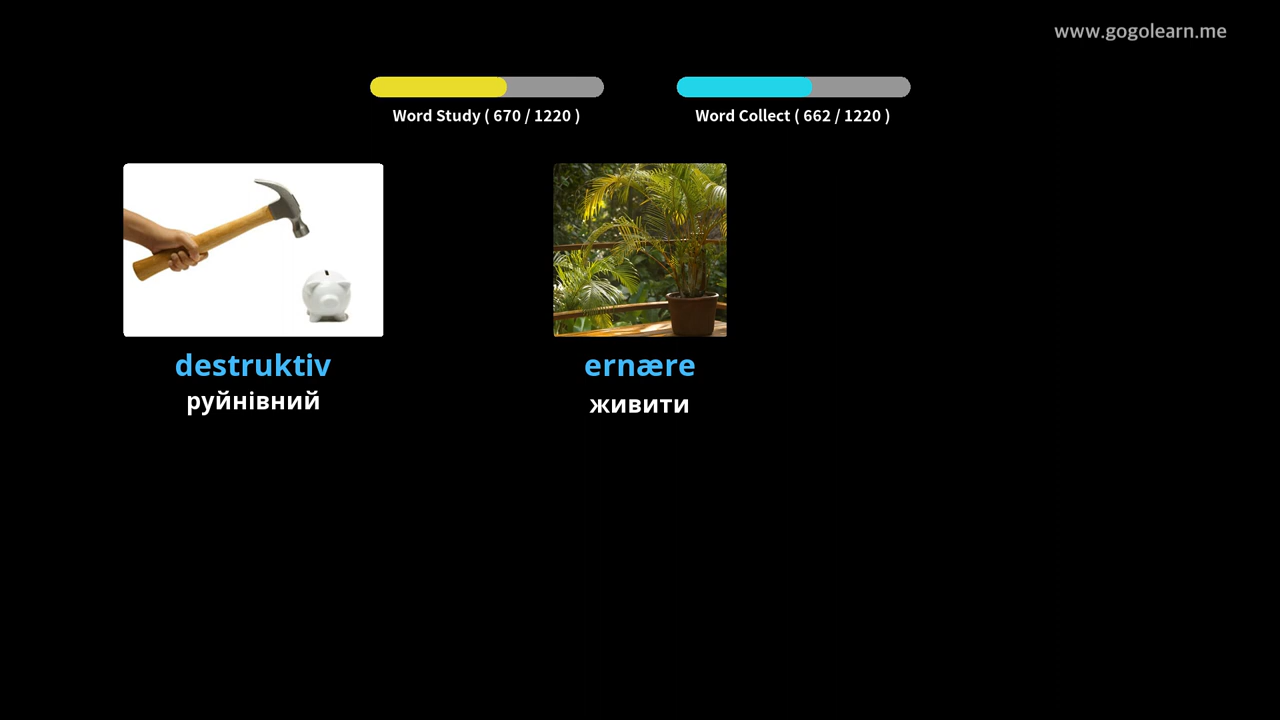 www.gogolearn.me
Word Study ( 670 / 1220 )
Word Collect ( 662 / 1220 )
destruktiv
руйнівний
ernære
живити